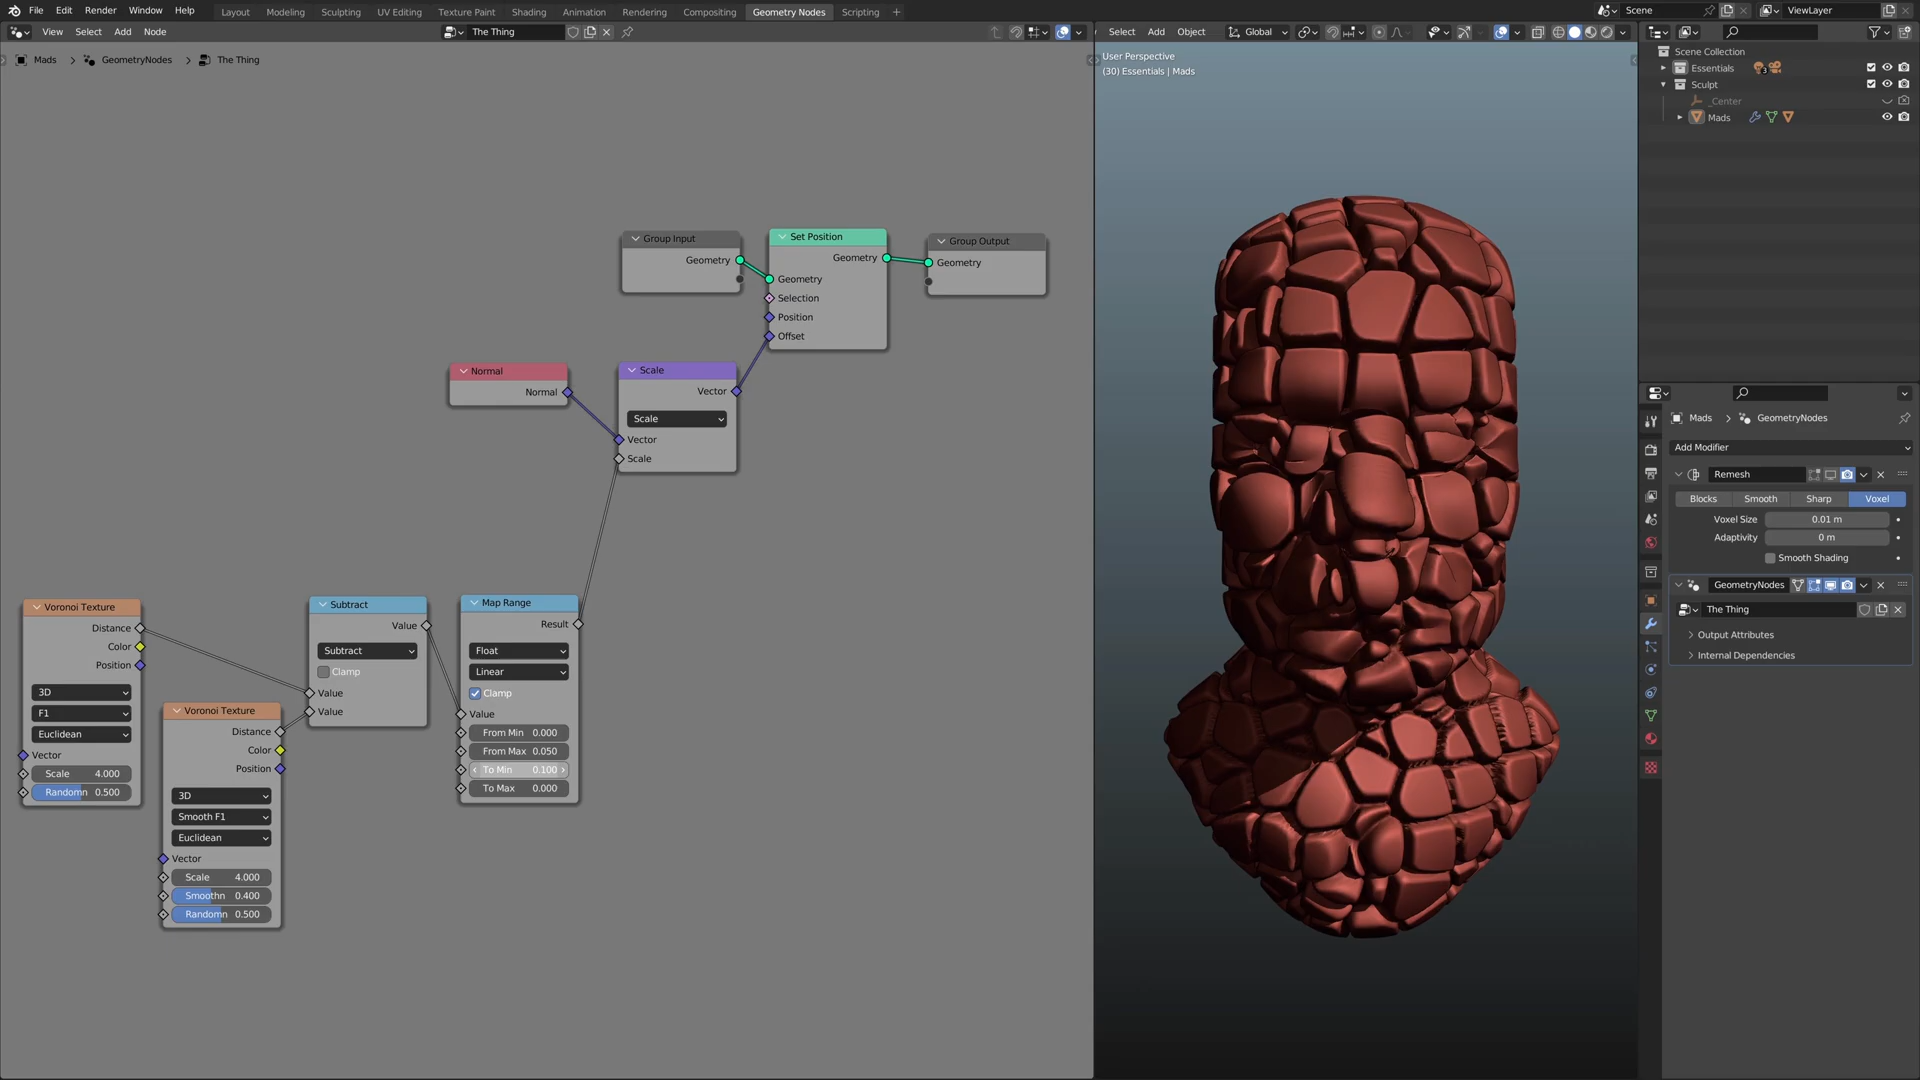 File Edit Render Window Help Layout Modeling Sculpting UV Editing Texture Paint Shading Animation Rendering Compositing Geometry Nodes Scripting + Scene ViewLayer
View Select Add Node The Thing Select Add Object Global
Mads > GeometryNodes > The Thing
User Perspective
(30) Essentials | Mads
Scene Collection
Essentials
Sculpt
_Center
Mads
Group Input
Geometry
Set Position
Geometry
Geometry
Selection
Position
Offset
Group Output
Geometry
Normal
Normal
Scale
Vector
Scale
Vector
Scale
Voronoi Texture
Distance
Color
Position
3D
F1
Euclidean
Vector
Scale 4.000
Randomn 0.500
Voronoi Texture
Distance
Color
Position
3D
Smooth F1
Euclidean
Vector
Scale 4.000
Smoothn 0.400
Randomn 0.500
Subtract
Value
Subtract
Clamp
Value
Value
Map Range
Result
Float
Linear
Clamp
Value
From Min 0.000
From Max 0.050
To Min 0.100
To Max 0.000
Mads > GeometryNodes
Add Modifier
Remesh
Blocks Smooth Sharp Voxel
Voxel Size 0.01 m
Adaptivity 0 m
Smooth Shading
GeometryNodes
The Thing
Output Attributes
Internal Dependencies